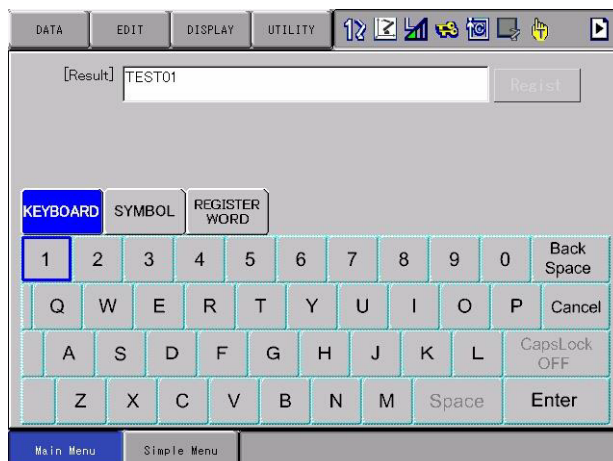 DATA EDIT DISPLAY UTILITY
[Result] TEST01 Regist
KEYBOARD SYMBOL REGISTER
WORD
1 2 3 4 5 6 7 8 9 0 Back
Space
Q W E R T Y U I O P Cancel
A S D F G H J K L CapsLock
OFF
Z X C V B N M Space Enter
Main Menu Simple Menu